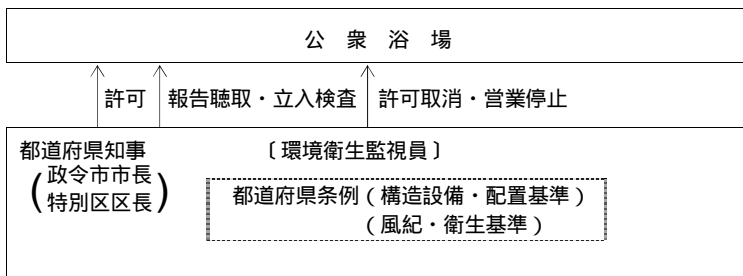 公 衆 浴 場
許可 報告聴取・立入検査 許可取消・営業停止
都道府県知事 〔環境衛生監視員〕
(政令市市長
特別区区長)
都道府県条例(構造設備・配置基準)
(風紀・衛生基準)